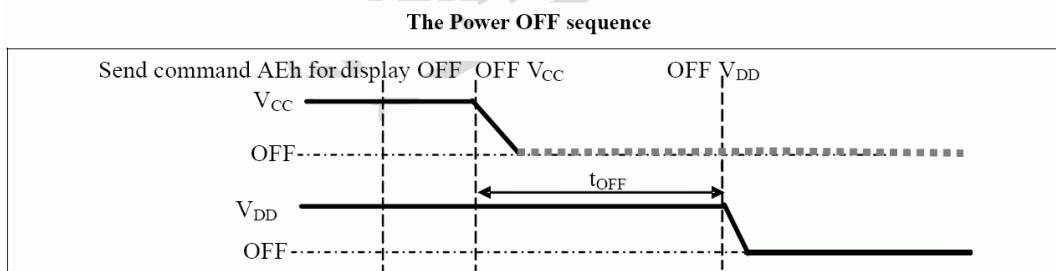 The Power OFF sequence
Send command AEh for display OFF OFF VCC OFF VDD
VCC
OFF
tOFF
VDD
OFF